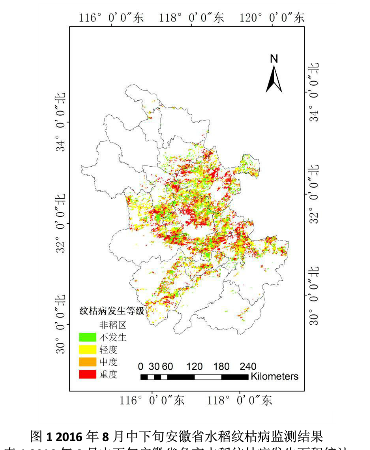 116° 0′0″东 118° 0′0″东 120° 0′0″东
N
34° 0′0″北
32° 0′0″北
30° 0′0″北
34° 0′0″北
32° 0′0″北
30° 0′0″北
纹枯病发生等级
非稻区
不发生
轻度
中度
重度
0 30 60 120 180 240
Kilometers
116° 0′0″东 118° 0′0″东
图 1 2016 年 8 月中下旬安徽省水稻纹枯病监测结果